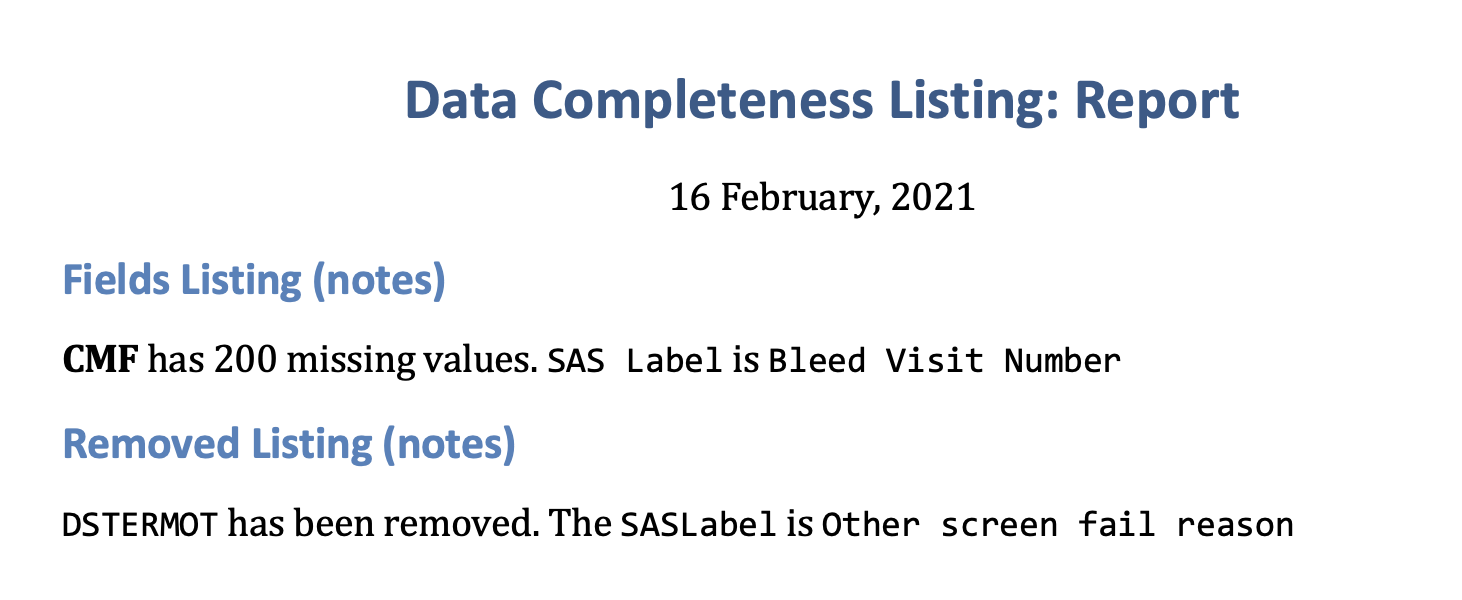 Data Completeness Listing: Report
16 February, 2021
Fields Listing (notes)
CMF has 200 missing values. SAS Label is Bleed Visit Number
Removed Listing (notes)
DSTERMOT has been removed. The SASLabel is Other screen fail reason